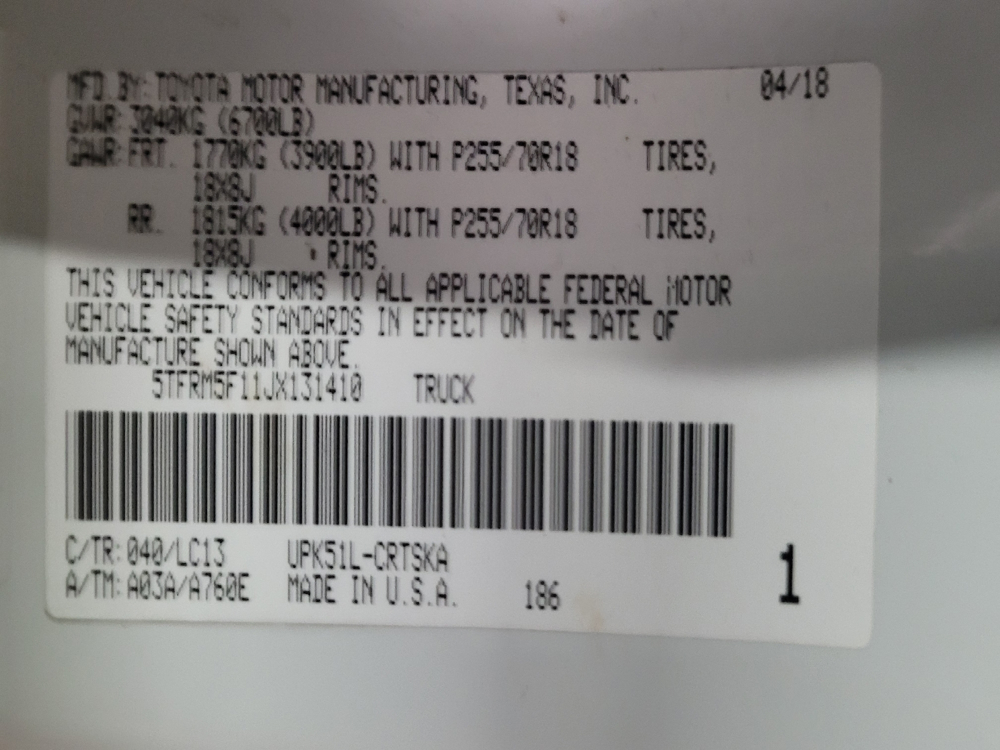 MFD. BY: TOYOTA MOTOR MANUFACTURING, TEXAS, INC. 04/18
GVWR: 3040KG (6700LB)
GAWR: FRT. 1770KG (3900LB) WITH P255/70R18 TIRES,
18X8J RIMS.
RR. 1815KG (4000LB) WITH P255/70R18 TIRES,
18X8J RIMS.
THIS VEHICLE CONFORMS TO ALL APPLICABLE FEDERAL MOTOR
VEHICLE SAFETY STANDARDS IN EFFECT ON THE DATE OF
MANUFACTURE SHOWN ABOVE.
5TFRM5F11JX131410 TRUCK
C/TR: 040/LC13 UPK51L-CRTSKA
A/TM: A03A/A760E MADE IN U.S.A. 186 1